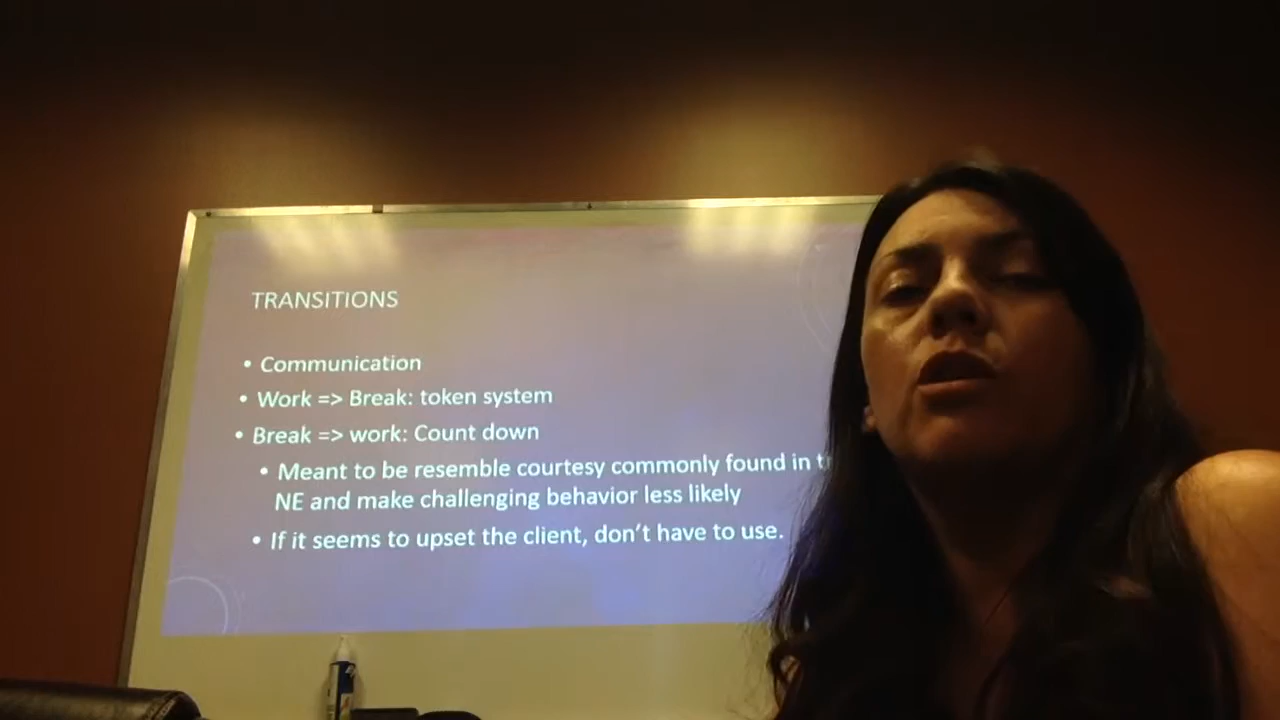 TRANSITIONS
• Communication
• Work => Break: token system
• Break => work: Count down
• Meant to be resemble courtesy commonly found in
NE and make challenging behavior less likely
• If it seems to upset the client, don't have to use.